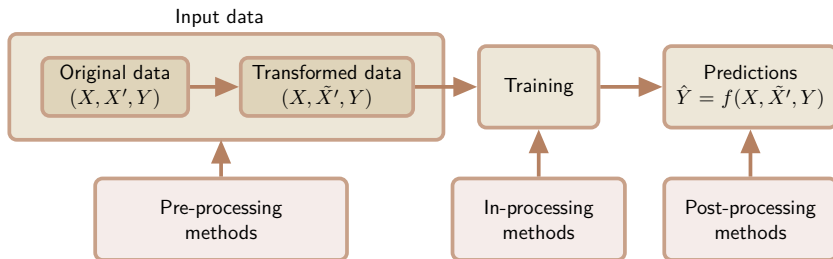 Input data
Original data
(X, X′, Y)
Transformed data
(X, X̃′, Y)
Training
Predictions
Ŷ = f(X, X̃′, Y)
Pre-processing
methods
In-processing
methods
Post-processing
methods